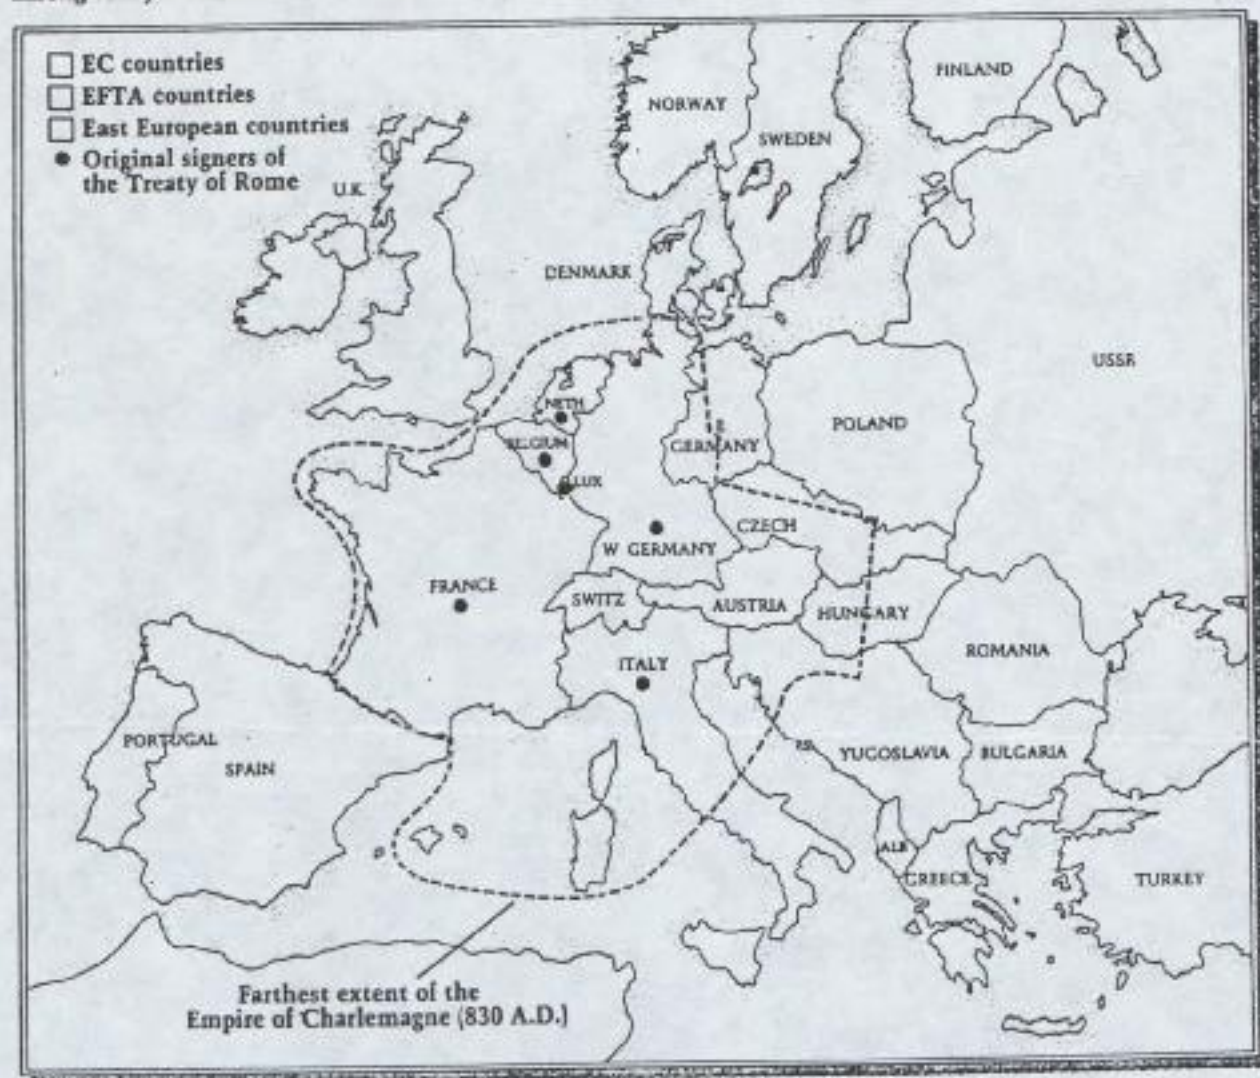 EC countries
EFTA countries
East European countries
Original signers of
the Treaty of Rome
U.K.
NORWAY
FINLAND
SWEDEN
DENMARK
USSR
NETH
POLAND
BELGIUM
E.
GERMANY
LUX
CZECH
W GERMANY
FRANCE
SWITZ
AUSTRIA
HUNGARY
ITALY
ROMANIA
PORTUGAL
SPAIN
YUGOSLAVIA
BULGARIA
ALB
GREECE
TURKEY
Farthest extent of the
Empire of Charlemagne (830 A.D.)